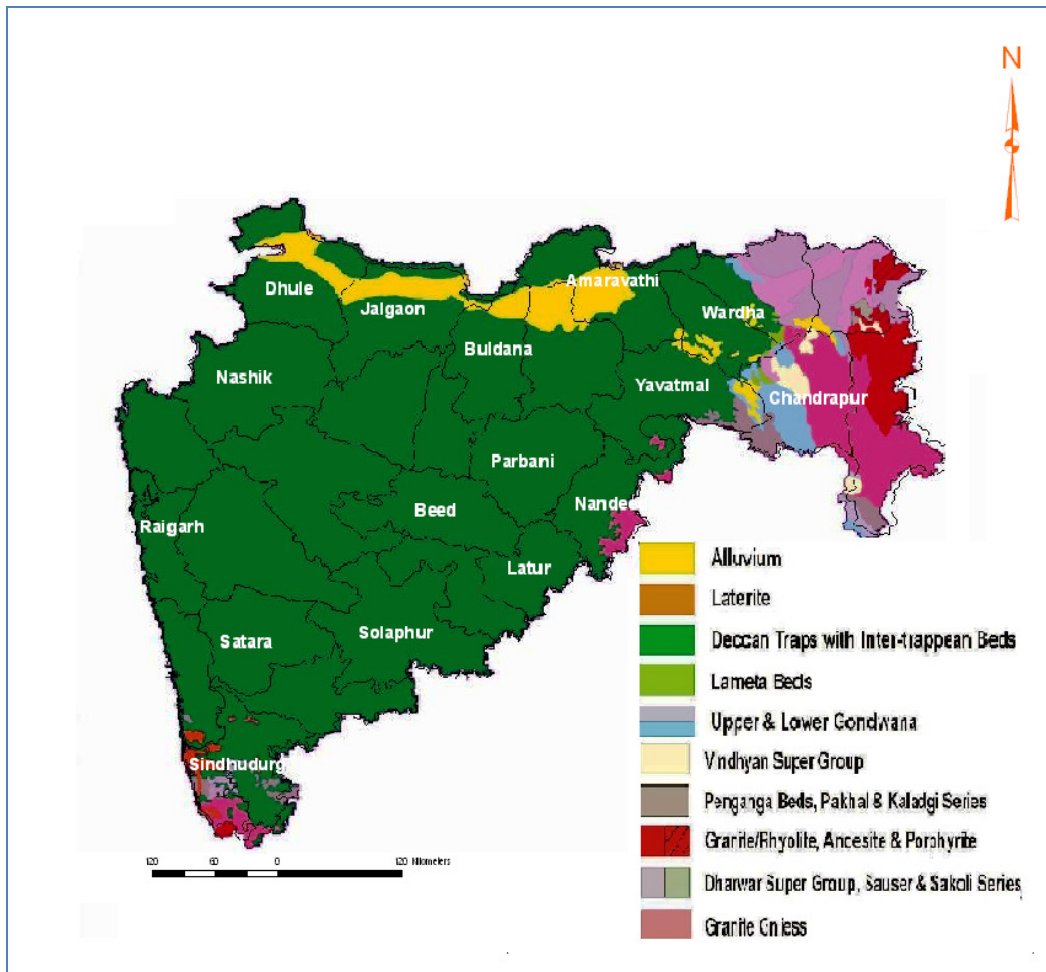 N
Dhule
Jalgaon
Amaravathi
Wardha
Buldana
Nashik
Yavatmal
Chandrapur
Parbani
Beed
Nanded
Raigarh
Latur
Satara
Solaphur
Sindhudurg
Alluvium
Laterite
Deccan Traps with Inter-trappean Beds
Lameta Beds
Upper & Lower Gondwana
Vindhyan Super Group
Penganga Beds, Pakhal & Kaladgi Series
Granite/Rhyolite, Ancesite & Porphyrite
Dharwar Super Group, Sauser & Sakoli Series
Granite Gniess
120 60 0 120 Kilometers